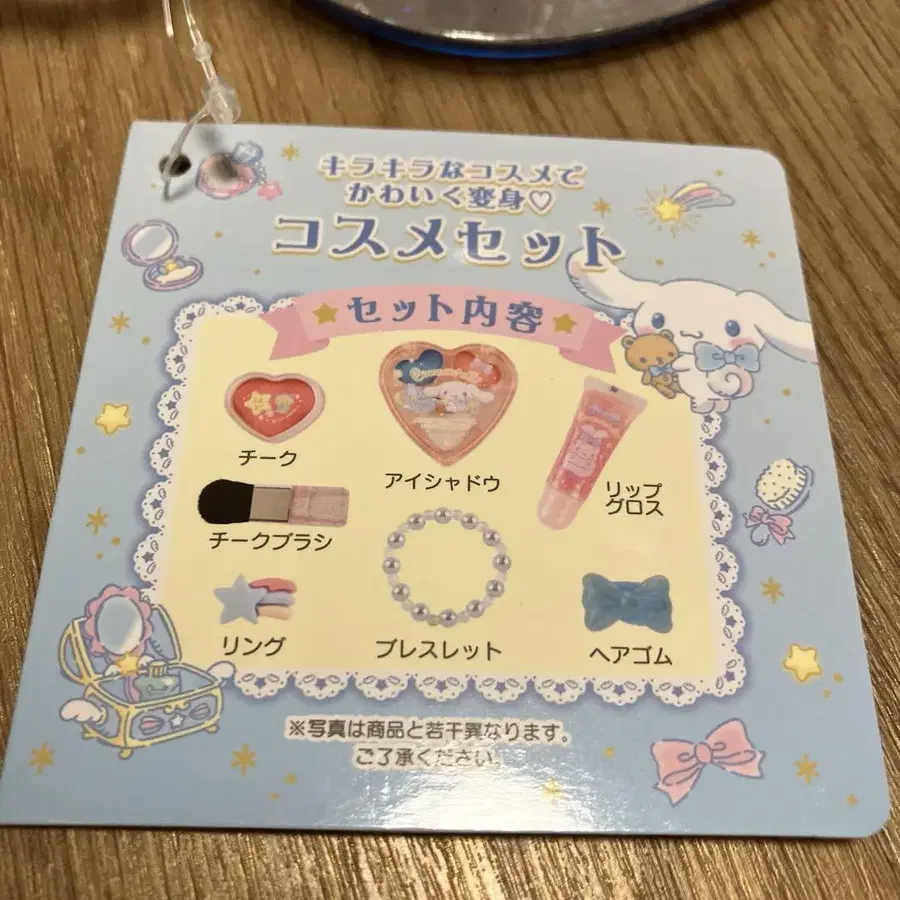 キラキラなコスメで
かわいく変身♡
コスメセット
セット内容
チーク
アイシャドウ
リップ
グロス
チークブラシ
リング
ブレスレット
ヘアゴム
※写真は商品と若干異なります。
ご了承ください。